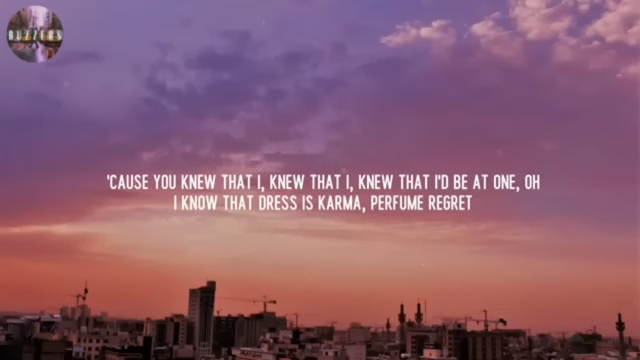 BUZZERS
'CAUSE YOU KNEW THAT I, KNEW THAT I, KNEW THAT I'D BE AT ONE, OH
I KNOW THAT DRESS IS KARMA, PERFUME REGRET